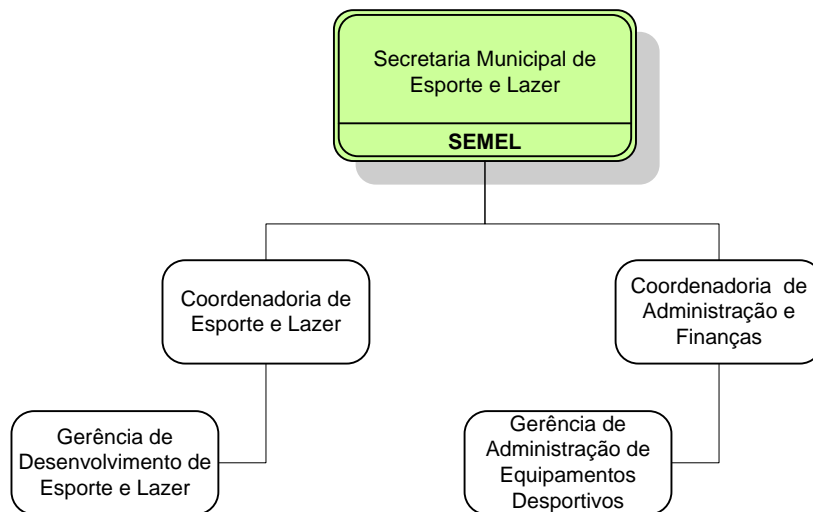 Secretaria Municipal de
Esporte e Lazer
SEMEL
Coordenadoria de
Esporte e Lazer
Coordenadoria de
Administração e
Finanças
Gerência de
Desenvolvimento de
Esporte e Lazer
Gerência de
Administração de
Equipamentos
Desportivos